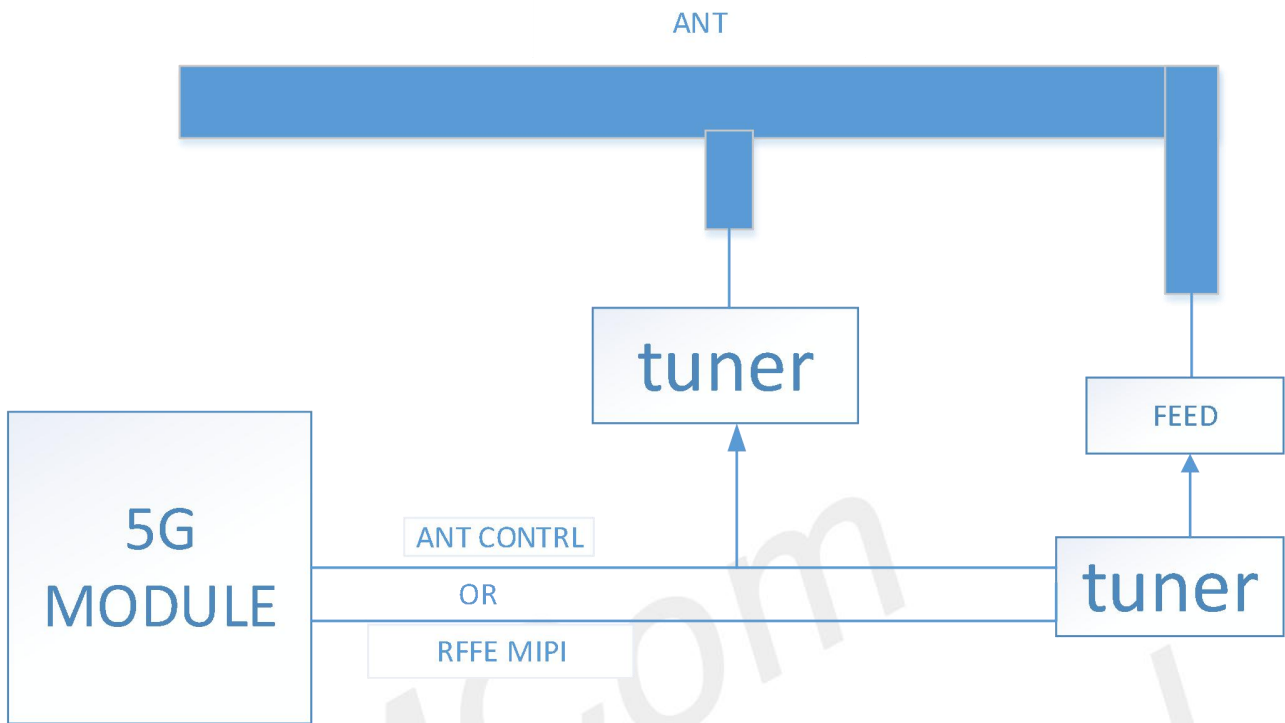 ANT
tuner
FEED
5G
MODULE
ANT CONTRL
OR
RFFE MIPI
tuner